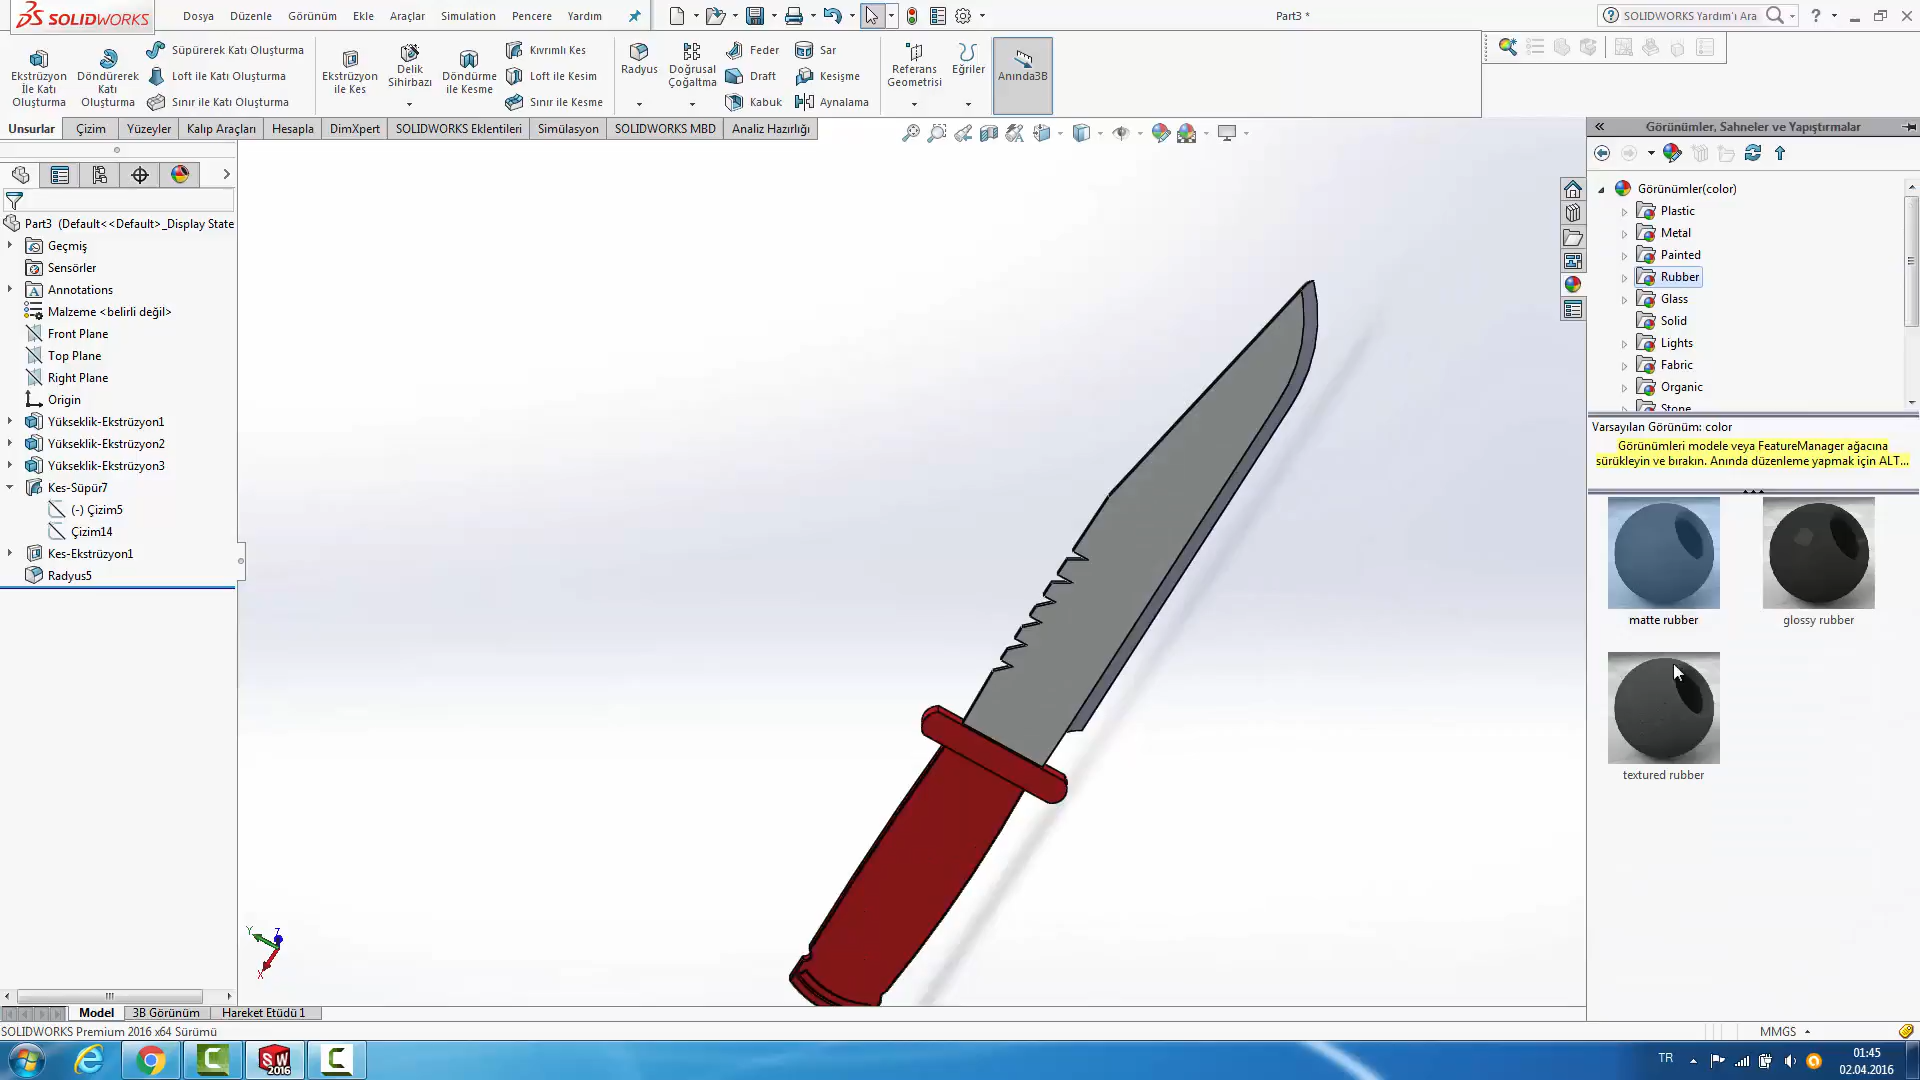 SOLIDWORKS
Dosya Düzenle Görünüm Ekle Araçlar Simulation Pencere Yardım
Part3 *
SOLIDWORKS Yardım'ı Ara
Ekstrüzyon İle Katı Oluşturma
Döndürerek Katı Oluşturma
Süpürerek Katı Oluşturma
Loft ile Katı Oluşturma
Sınır ile Katı Oluşturma
Ekstrüzyon ile Kes
Delik Sihirbazı
Döndürme ile Kesme
Kıvrımlı Kes
Loft ile Kesim
Sınır ile Kesme
Radyus
Doğrusal Çoğaltma
Feder
Draft
Kabuk
Sar
Kesişme
Aynalama
Referans Geometrisi
Eğriler
Anında3B
Unsurlar Çizim Yüzeyler Kalıp Araçları Hesapla DimXpert SOLIDWORKS Eklentileri Simülasyon SOLIDWORKS MBD Analiz Hazırlığı
Part3 (Default<<Default>_Display State
Geçmiş
Sensörler
Annotations
Malzeme <belirli değil>
Front Plane
Top Plane
Right Plane
Origin
Yükseklik-Ekstrüzyon1
Yükseklik-Ekstrüzyon2
Yükseklik-Ekstrüzyon3
Kes-Süpür7
(-) Çizim5
Çizim14
Kes-Ekstrüzyon1
Radyus5
Y Z X
Görünümler, Sahneler ve Yapıştırmalar
Görünümler(color)
Plastic
Metal
Painted
Rubber
Glass
Solid
Lights
Fabric
Organic
Stone
Varsayılan Görünüm: color
Görünümleri modele veya FeatureManager ağacına
sürükleyin ve bırakın. Anında düzenleme yapmak için ALT...
matte rubber
glossy rubber
textured rubber
Model 3B Görünüm Hareket Etüdü 1
SOLIDWORKS Premium 2016 x64 Sürümü
MMGS
SW 2016
TR
01:45
02.04.2016